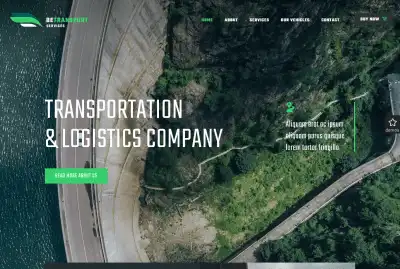 BETRANSPORT
SERVICES
HOME ABOUT SERVICES OUR VEHICLES CONTACT BUY NOW
TRANSPORTATION
& LOGISTICS COMPANY
Aliquam erat ac ipsum
aliquam purus quisque
lorem tortor fringilla.
READ MORE ABOUT US
demos